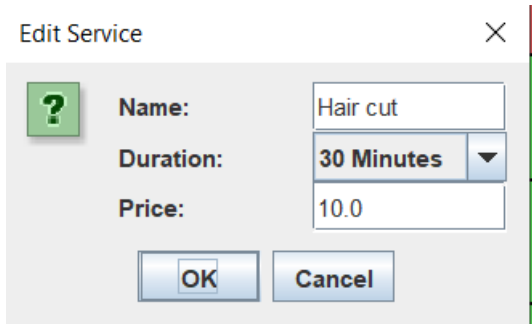 Edit Service
Name: Hair cut
Duration: 30 Minutes
Price: 10.0
OK Cancel